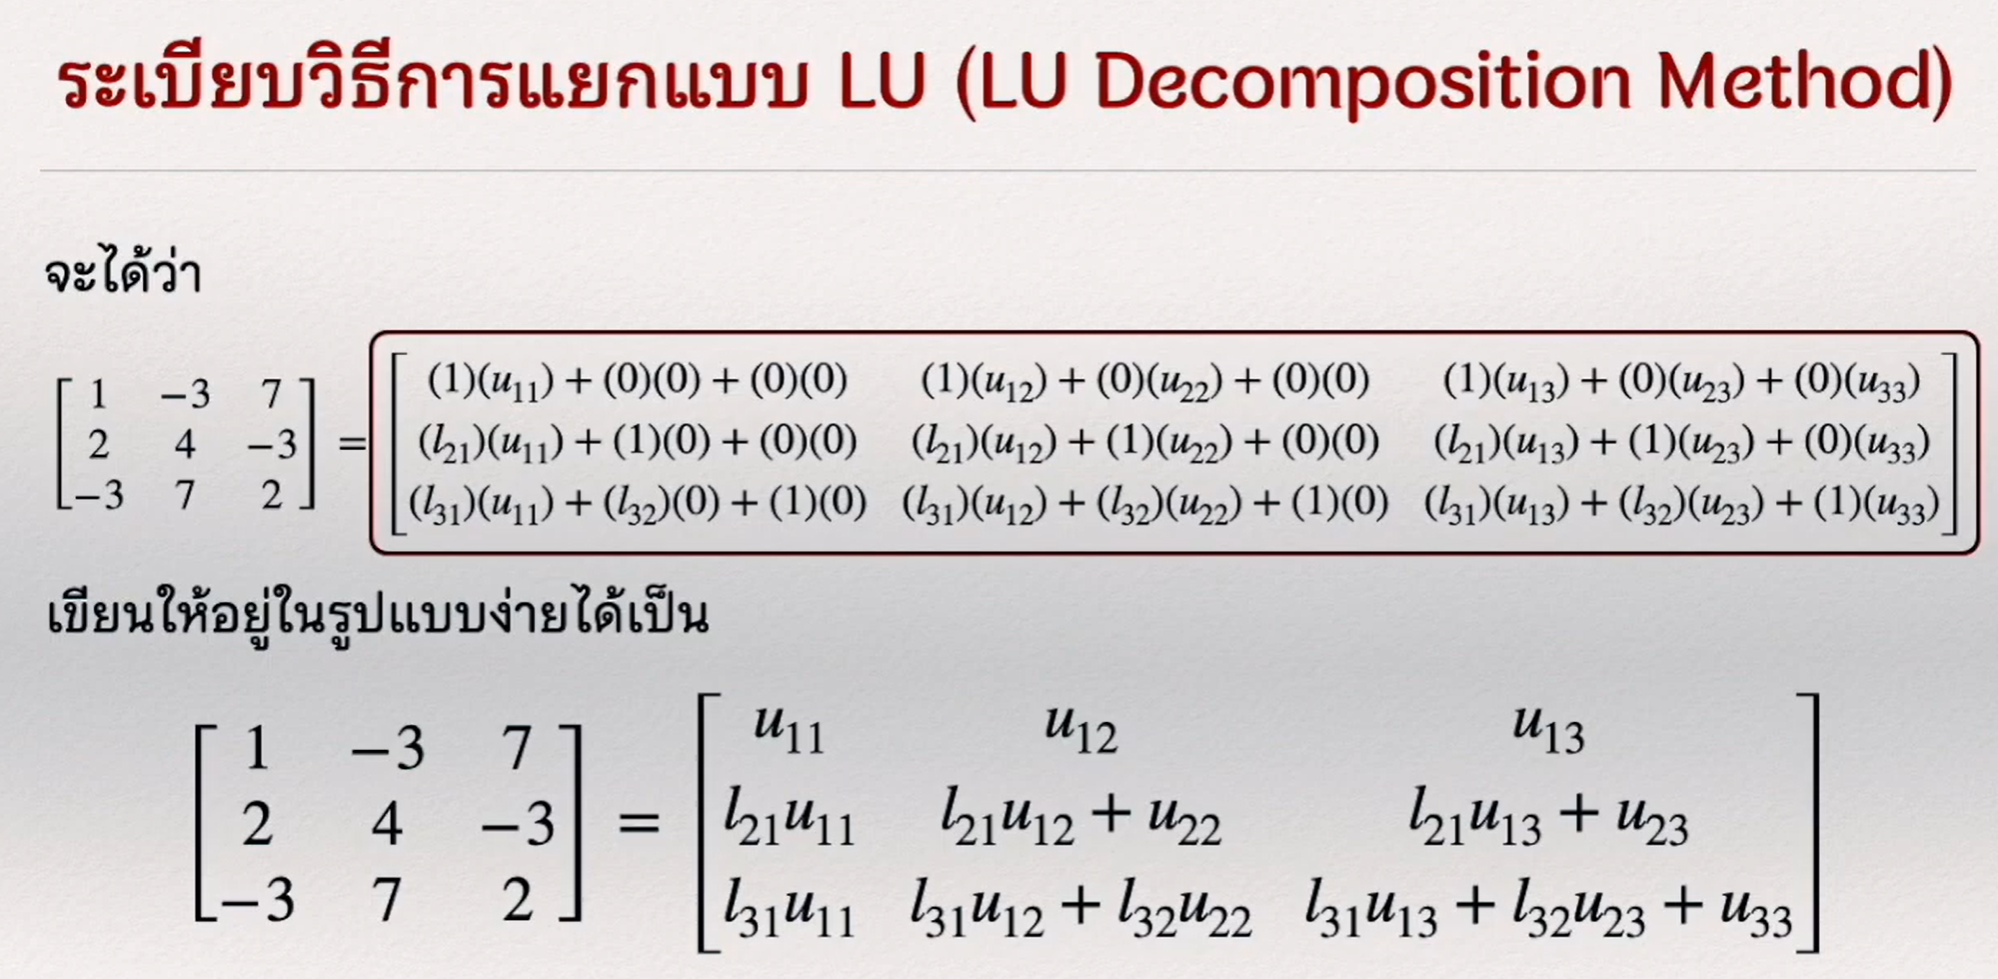 ระเบียบวิธีการแยกแบบ LU (LU Decomposition Method)
จะได้ว่า
[1 −3 7; 2 4 −3; −3 7 2] =
(1)(u₁₁) + (0)(0) + (0)(0) (1)(u₁₂) + (0)(u₂₂) + (0)(0) (1)(u₁₃) + (0)(u₂₃) + (0)(u₃₃)
(l₂₁)(u₁₁) + (1)(0) + (0)(0) (l₂₁)(u₁₂) + (1)(u₂₂) + (0)(0) (l₂₁)(u₁₃) + (1)(u₂₃) + (0)(u₃₃)
(l₃₁)(u₁₁) + (l₃₂)(0) + (1)(0) (l₃₁)(u₁₂) + (l₃₂)(u₂₂) + (1)(0) (l₃₁)(u₁₃) + (l₃₂)(u₂₃) + (1)(u₃₃)
เขียนให้อยู่ในรูปแบบง่ายได้เป็น
[1 −3 7; 2 4 −3; −3 7 2] =
u₁₁ u₁₂ u₁₃
l₂₁u₁₁ l₂₁u₁₂ + u₂₂ l₂₁u₁₃ + u₂₃
l₃₁u₁₁ l₃₁u₁₂ + l₃₂u₂₂ l₃₁u₁₃ + l₃₂u₂₃ + u₃₃